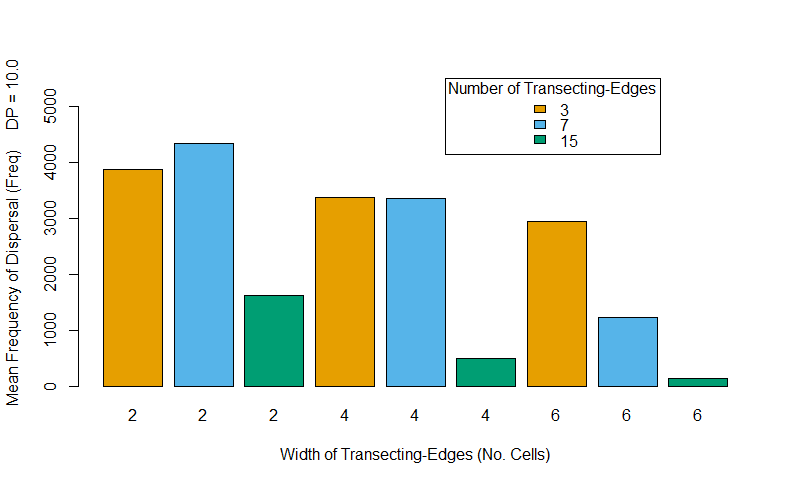 Number of Transecting-Edges
3
7
15
Mean Frequency of Dispersal (Freq) DP = 10.0
5000
4000
3000
2000
1000
0
2 2 2 4 4 4 6 6 6
Width of Transecting-Edges (No. Cells)